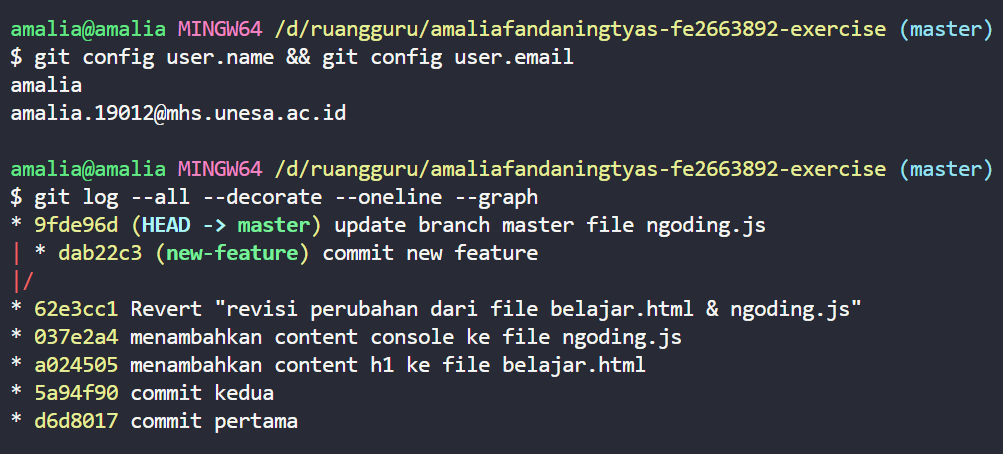 amalia@amalia MINGW64 /d/ruangguru/amaliafandaningtyas-fe2663892-exercise (master)
$ git config user.name && git config user.email
amalia
amalia.19012@mhs.unesa.ac.id
amalia@amalia MINGW64 /d/ruangguru/amaliafandaningtyas-fe2663892-exercise (master)
$ git log --all --decorate --oneline --graph
* 9fde96d (HEAD -> master) update branch master file ngoding.js
| * dab22c3 (new-feature) commit new feature
|/
* 62e3cc1 Revert "revisi perubahan dari file belajar.html & ngoding.js"
* 037e2a4 menambahkan content console ke file ngoding.js
* a024505 menambahkan content h1 ke file belajar.html
* 5a94f90 commit kedua
* d6d8017 commit pertama